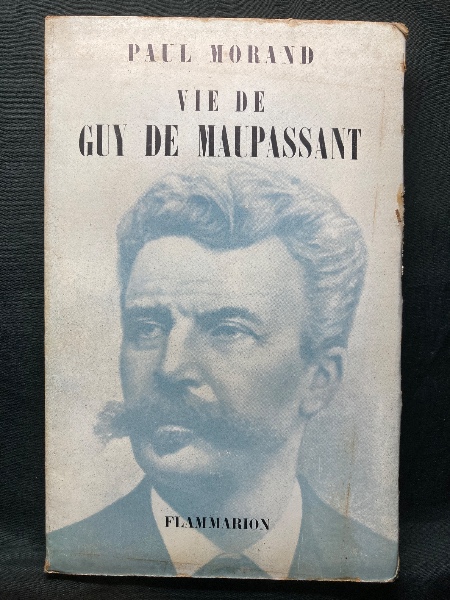 PAUL MORAND
VIE DE
GUY DE MAUPASSANT
FLAMMARION